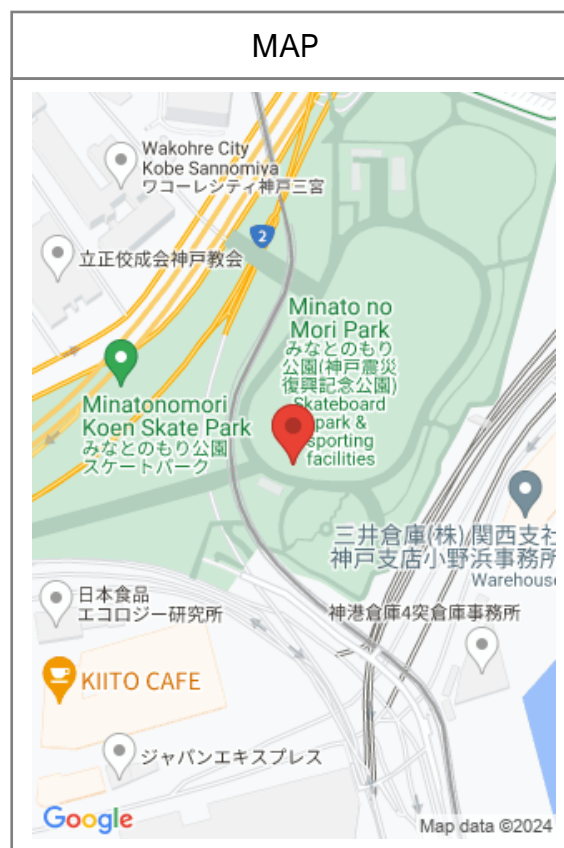 MAP
Wakohre City
Kobe Sannomiya
ワコーレシティ神戸三宮
2
立正佼成会神戸教会
Minato no
Mori Park
みなとのもり
公園(神戸震災
復興記念公園)
Skateboard
park &
sporting
facilities
Minatonomori
Koen Skate Park
みなとのもり公園
スケートパーク
三井倉庫(株) 関西支社
神戸支店小野浜事務所
Warehouse
日本食品
エコロジー研究所
神港倉庫4突倉庫事務所
KIITO CAFE
ジャパンエキスプレス
Google
Map data ©2024